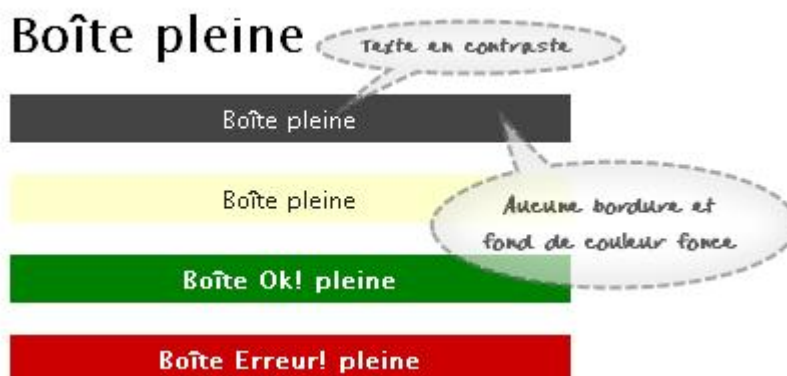 Boîte pleine
Texte en contraste
Boîte pleine
Boîte pleine
Aucune bordure et
fond de couleur fonce
Boîte Ok! pleine
Boîte Erreur! pleine